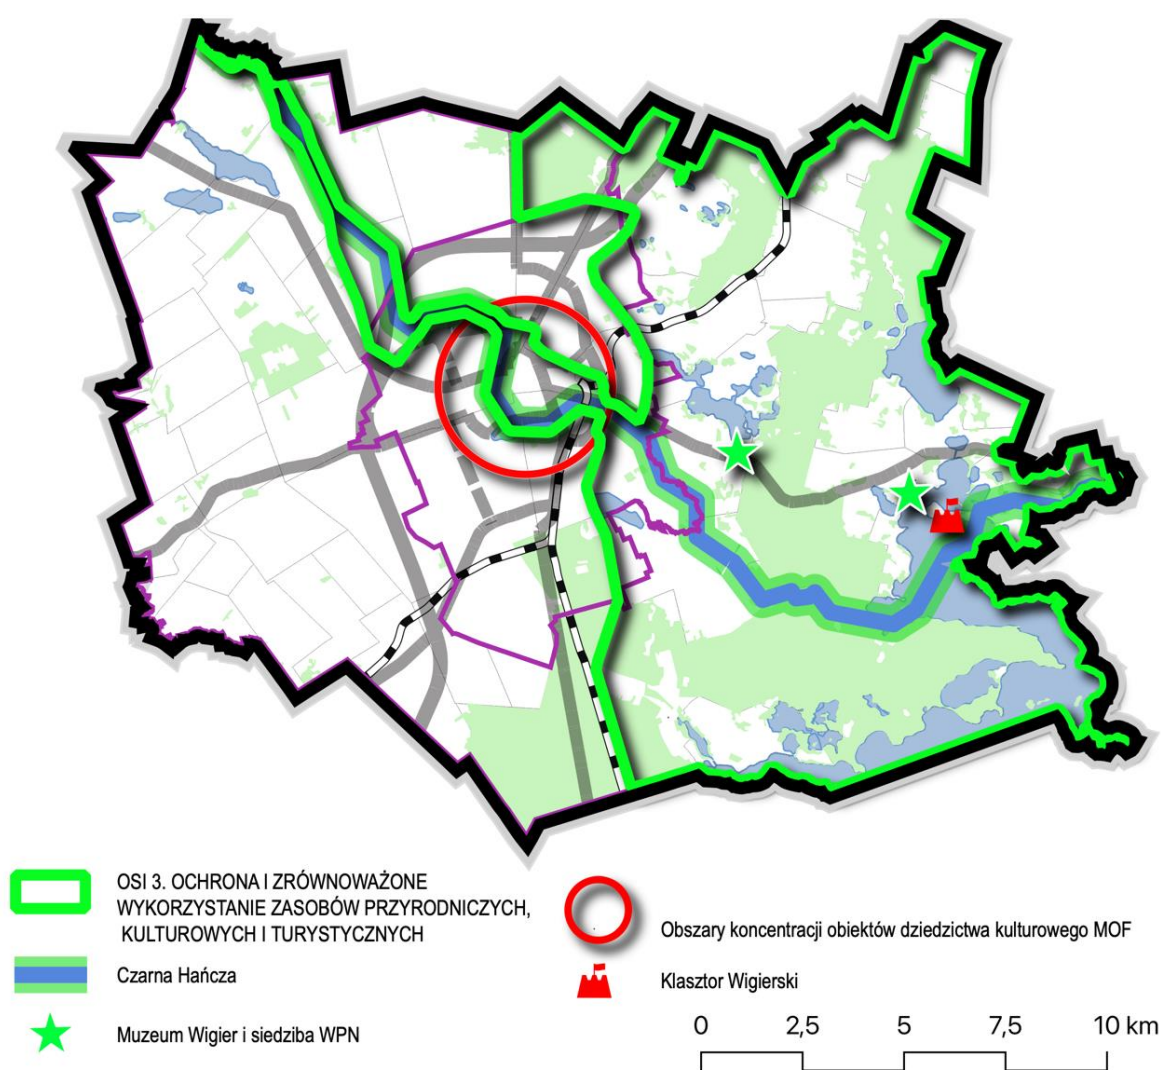 OSI 3. OCHRONA I ZRÓWNOWAŻONE
WYKORZYSTANIE ZASOBÓW PRZYRODNICZYCH,
KULTUROWYCH I TURYSTYCZNYCH
Czarna Hańcza
Muzeum Wigier i siedziba WPN
Obszary koncentracji obiektów dziedzictwa kulturowego MOF
Klasztor Wigierski
0 2,5 5 7,5 10 km